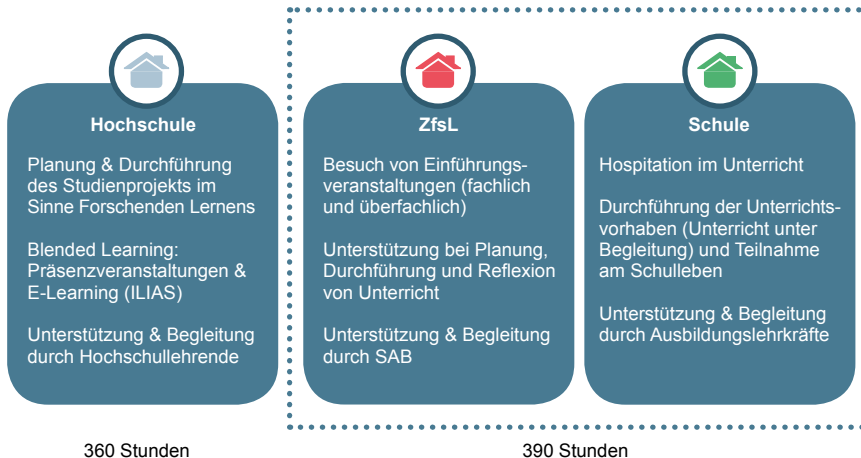 Hochschule
Planung & Durchführung
des Studienprojekts im
Sinne Forschenden Lernens
Blended Learning:
Präsenzveranstaltungen &
E-Learning (ILIAS)
Unterstützung & Begleitung
durch Hochschullehrende
ZfsL
Besuch von Einführungs-
veranstaltungen (fachlich
und überfachlich)
Unterstützung bei Planung,
Durchführung und Reflexion
von Unterricht
Unterstützung & Begleitung
durch SAB
Schule
Hospitation im Unterricht
Durchführung der Unterrichts-
vorhaben (Unterricht unter
Begleitung) und Teilnahme
am Schulleben
Unterstützung & Begleitung
durch Ausbildungslehrkräfte
360 Stunden
390 Stunden